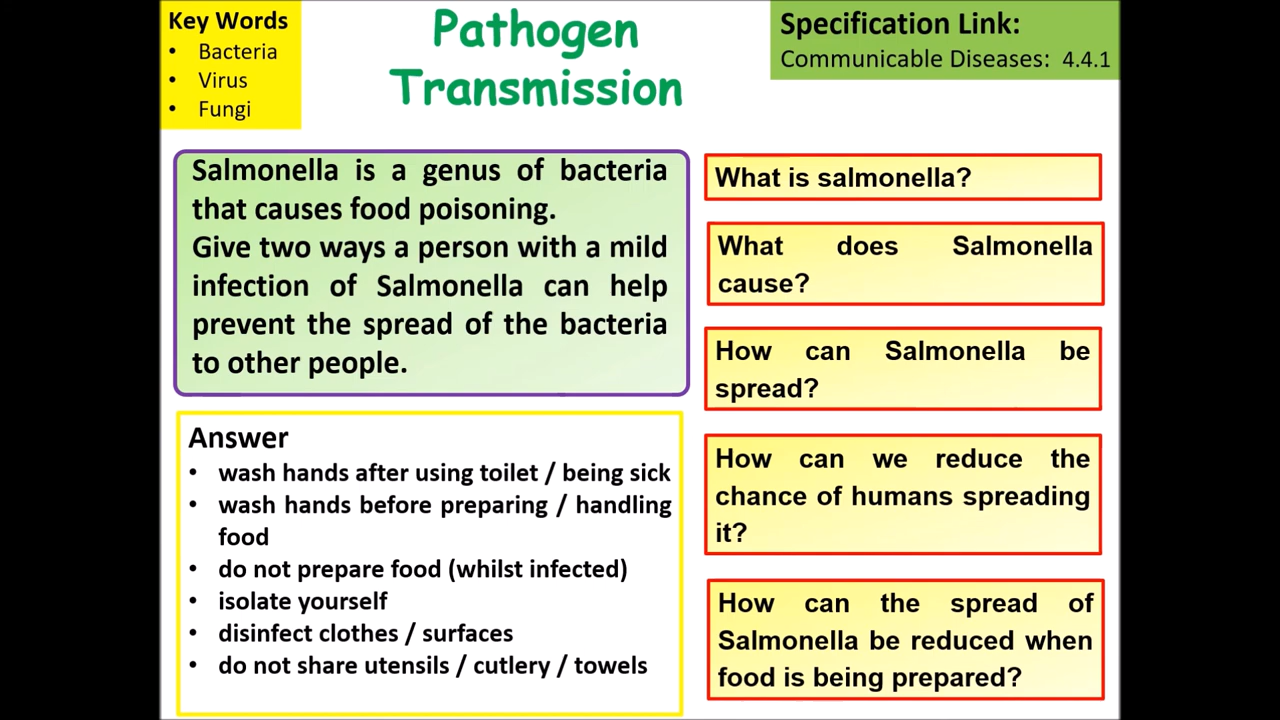 Key Words
• Bacteria
• Virus
• Fungi
Pathogen
Transmission
Specification Link:
Communicable Diseases: 4.4.1
Salmonella is a genus of bacteria
that causes food poisoning.
Give two ways a person with a mild
infection of Salmonella can help
prevent the spread of the bacteria
to other people.
Answer
• wash hands after using toilet / being sick
• wash hands before preparing / handling
food
• do not prepare food (whilst infected)
• isolate yourself
• disinfect clothes / surfaces
• do not share utensils / cutlery / towels
What is salmonella?
What does Salmonella
cause?
How can Salmonella be
spread?
How can we reduce the
chance of humans spreading
it?
How can the spread of
Salmonella be reduced when
food is being prepared?